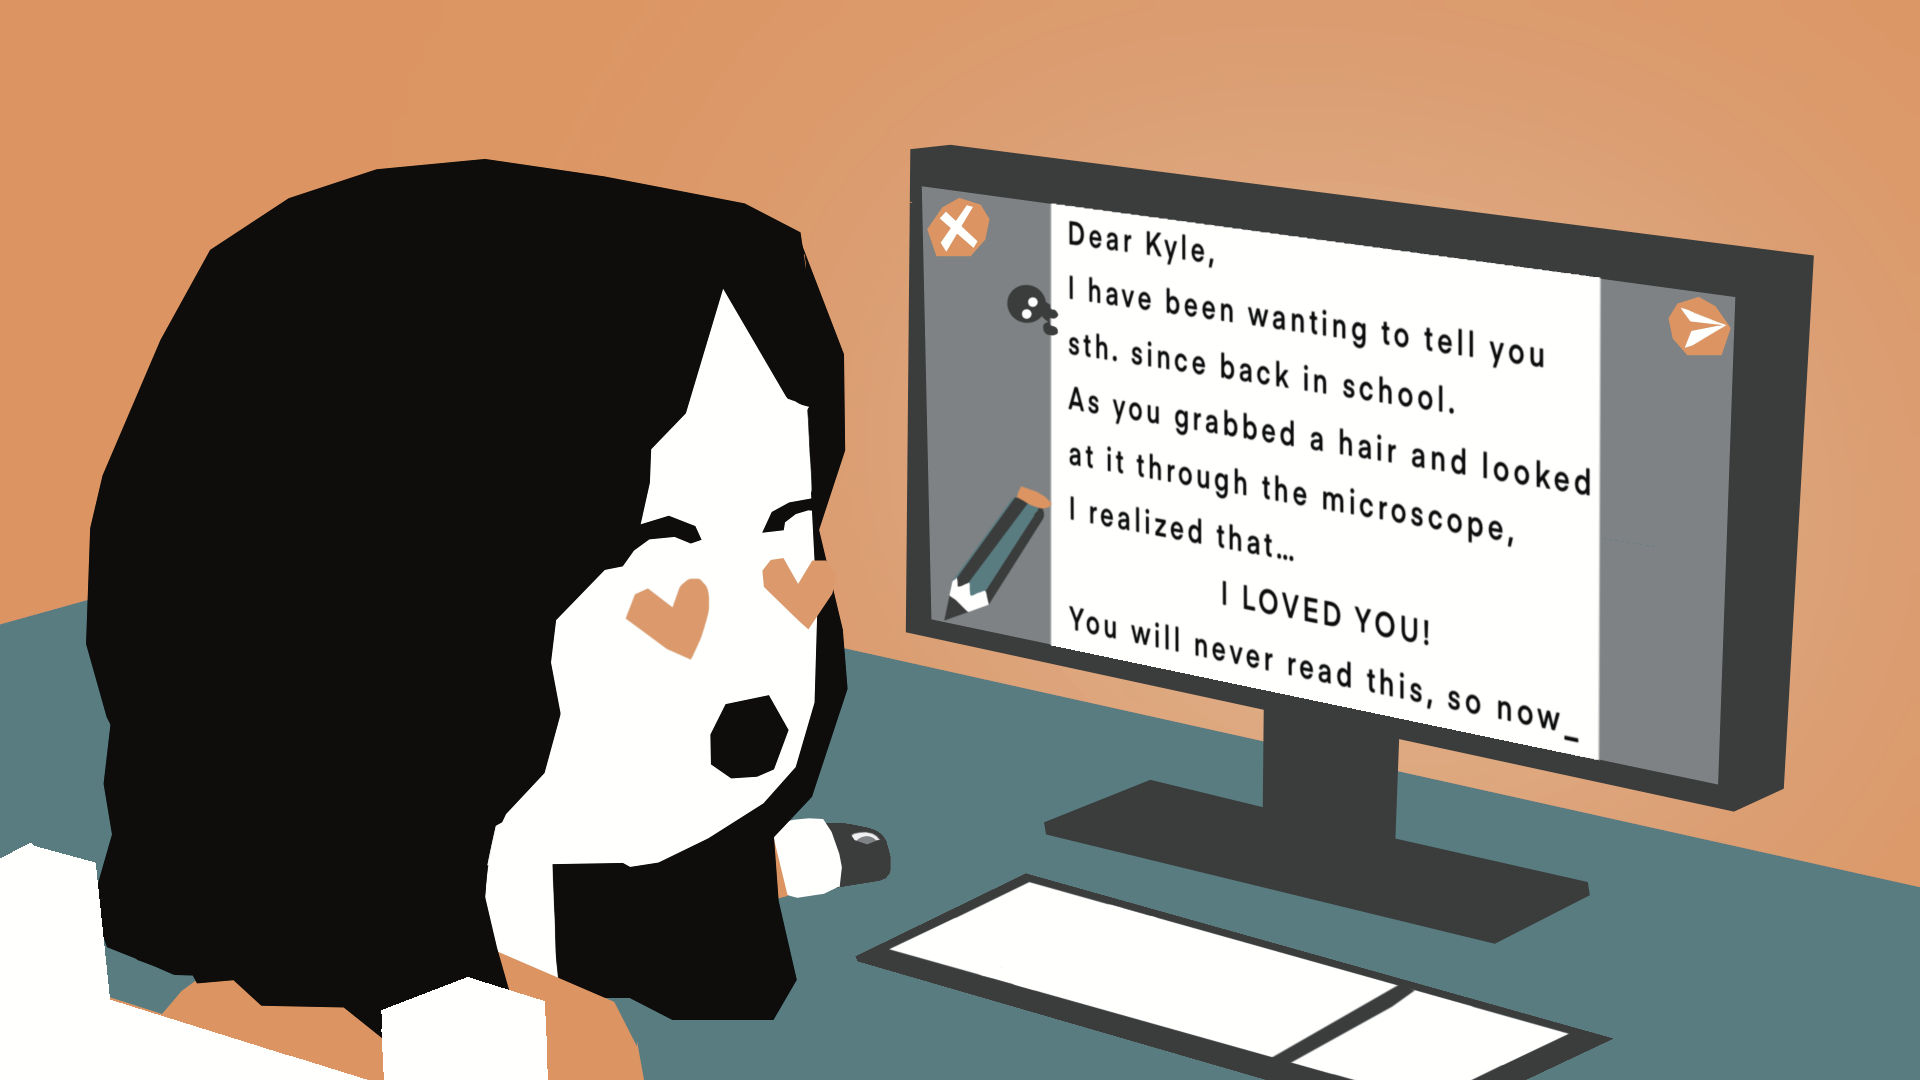 Dear Kyle,
I have been wanting to tell you
sth. since back in school.
As you grabbed a hair and looked
at it through the microscope,
I realized that...
I LOVED YOU!
You will never read this, so now_